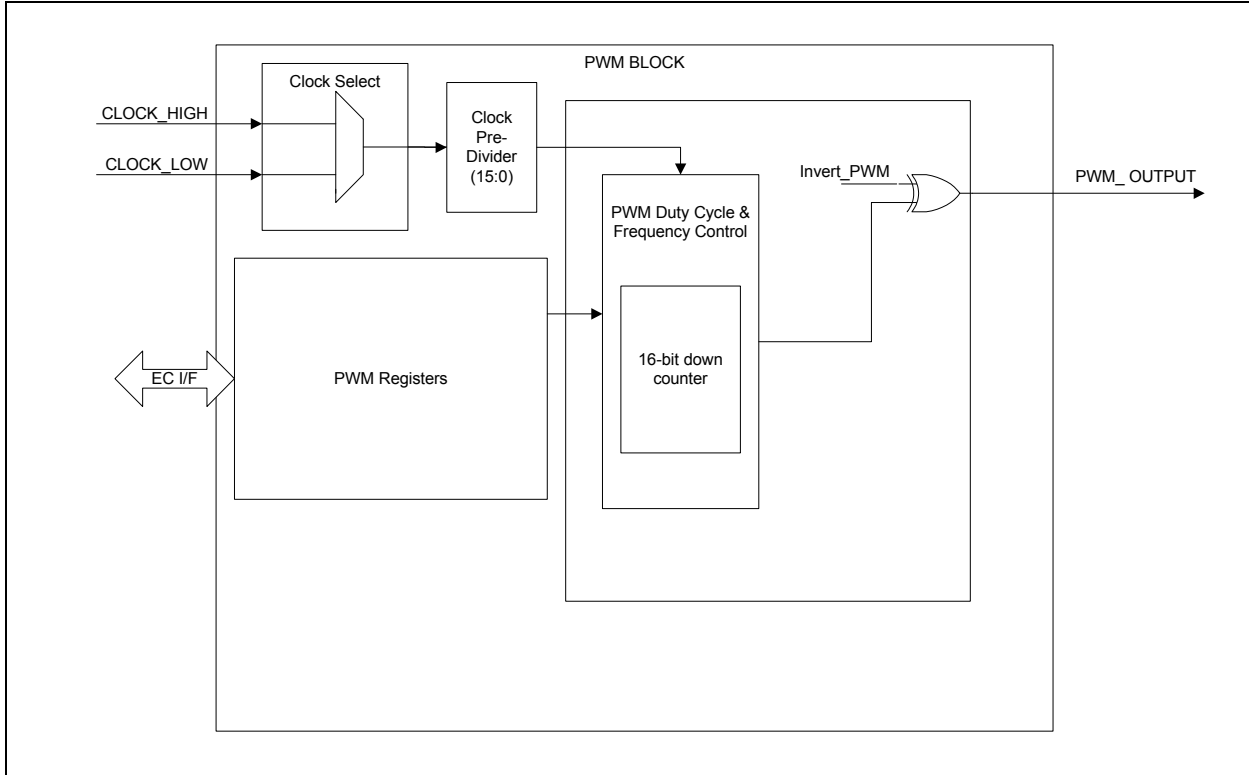 PWM BLOCK
Clock Select
CLOCK_HIGH
CLOCK_LOW
Clock
Pre-
Divider
(15:0)
Invert_PWM
PWM_ OUTPUT
PWM Duty Cycle &
Frequency Control
16-bit down
counter
EC I/F
PWM Registers